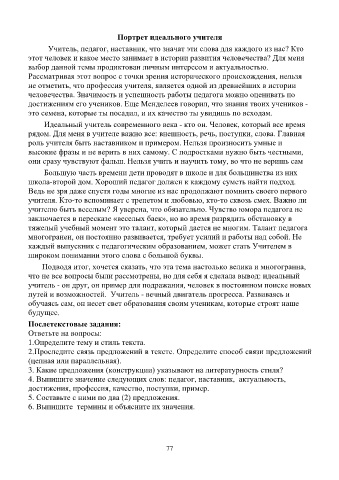 Портрет идеального учителя
Учитель, педагог, наставник, что значат эти слова для каждого из нас? Кто
этот человек и какое место занимает в истории развития человечества? Для меня
выбор данной темы продиктован личным интересом и актуальностью.
Рассматривая этот вопрос с точки зрения исторического происхождения, нельзя
не отметить, что профессия учителя, является одной из древнейших в истории
человечества. Значимость и успешность работы педагога можно оценивать по
достижениям его учеников. Еще Менделеев говорил, что знания твоих учеников -
это семена, которые ты посадил, и их качество ты увидишь по всходам.
Идеальный учитель современного века - кто он. Человек, который все время
рядом. Для меня в учителе важно все: внешность, речь, поступки, слова. Главная
роль учителя быть наставником и примером. Нельзя произносить умные и
высокие фразы и не верить в них самому. С подростками нужно быть честными,
они сразу чувствуют фальш. Нельзя учить и научить тому, во что не веришь сам
Большую часть времени дети проводят в школе и для большинства из них
школа-второй дом. Хороший педагог должен к каждому суметь найти подход.
Ведь не зря даже спустя годы многие из нас продолжают помнить своего первого
учителя. Кто-то вспоминает с трепетом и любовью, кто-то сквозь смех. Важно ли
учителю быть веселым? Я уверена, что обязательно. Чувство юмора педагога не
заключается в пересказе «веселых баек», но во время разрядить обстановку в
тяжелый учебный момент это талант, который дается не многим. Талант педагога
многогранен, он постоянно развивается, требует усилий и работы над собой. Не
каждый выпускник с педагогическим образованием, может стать Учителем в
широком понимании этого слова с большой буквы.
Подводя итог, хочется сказать, что эта тема настолько велика и многогранна,
что не все вопросы были рассмотрены, но для себя я сделала вывод: идеальный
учитель - он друг, он пример для подражания, человек в постоянном поиске новых
путей и возможностей. Учитель - вечный двигатель прогресса. Развиваясь и
обучаясь сам, он несет свет образования своим ученикам, которые строят наше
будущее.
Послетекстовые задания:
Ответьте на вопросы:
1.Определите тему и стиль текста.
2.Проследите связь предложений в тексте. Определите способ связи предложений
(цепная или параллельная).
3. Какие предложения (конструкции) указывают на литературность стиля?
4. Выпишите значение следующих слов: педагог, наставник, актуальность,
достижения, профессия, качество, поступки, пример.
5. Составьте с ними по два (2) предложения.
6. Выпишите термины и объясните их значения.
77